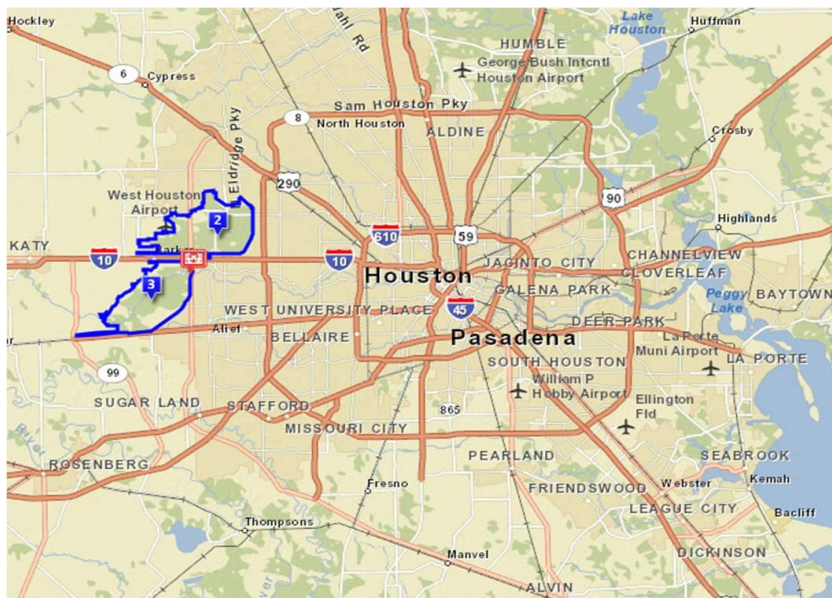 Hockley
Wahl Rd
Lake
Houston
Huffman
HUMBLE
George Bush Intcntl
Houston Airport
6
Cypress
Eldridge Pky
Sam Houston Pky
8
North Houston
ALDINE
Crosby
290
90
West Houston
Airport
2
610
59
Highlands
KATY
10
10
Houston
JACINTO CITY
CHANNELVIEW
CLOVERLEAF
3
GALENA PARK
Peggy
Lake
BAYTOWN
WEST UNIVERSITY PLACE
45
DEER PARK
Alief
BELLAIRE
Pasadena
La Porte
Muni Airport
LA PORTE
SOUTH HOUSTON
99
William P
Hobby Airport
SUGAR LAND
STAFFORD
865
Ellington
Fld
MISSOURI CITY
River
ROSENBERG
PEARLAND
SEABROOK
Fresno
FRIENDSWOOD
Webster
Kemah
LEAGUE CITY
Bacliff
Thompsons
Manvel
DICKINSON
ALVIN